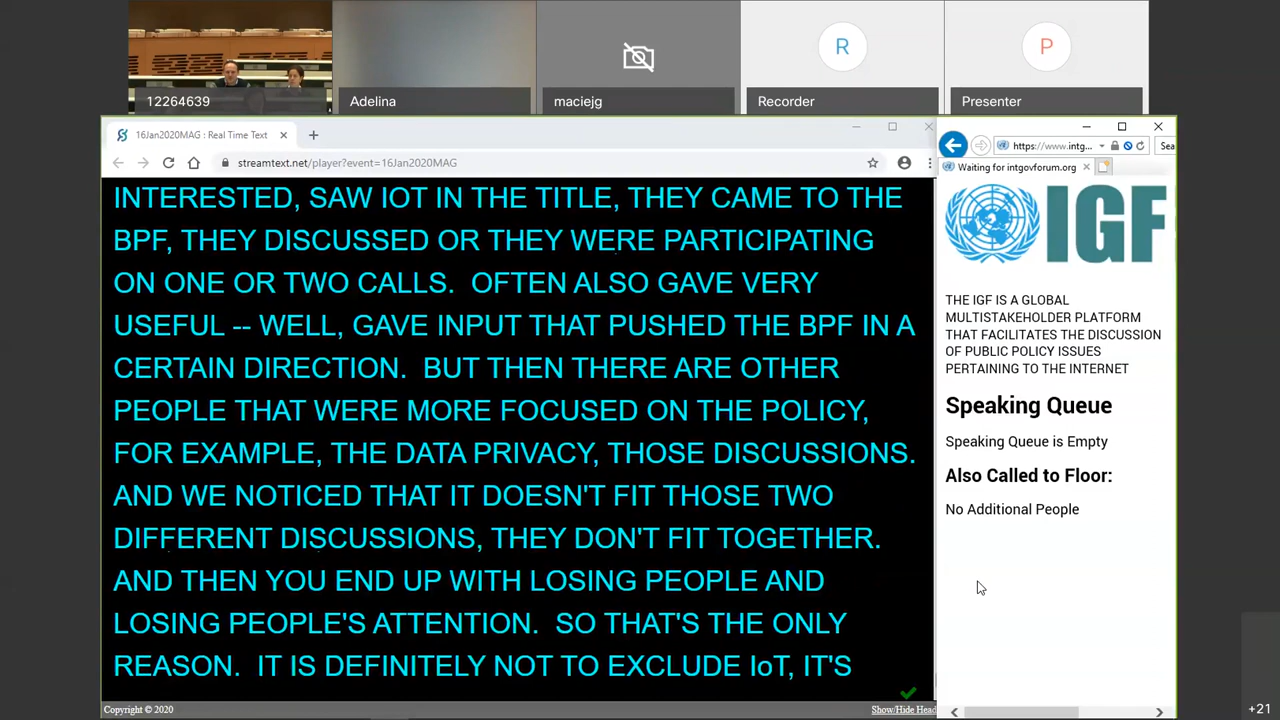 12264639
Adelina
maciejg
R
Recorder
P
Presenter
16Jan2020MAG : Real Time Text
streamtext.net/player?event=16Jan2020MAG
INTERESTED, SAW IOT IN THE TITLE, THEY CAME TO THE
BPF, THEY DISCUSSED OR THEY WERE PARTICIPATING
ON ONE OR TWO CALLS.  OFTEN ALSO GAVE VERY
USEFUL -- WELL, GAVE INPUT THAT PUSHED THE BPF IN A
CERTAIN DIRECTION.  BUT THEN THERE ARE OTHER
PEOPLE THAT WERE MORE FOCUSED ON THE POLICY,
FOR EXAMPLE, THE DATA PRIVACY, THOSE DISCUSSIONS.
AND WE NOTICED THAT IT DOESN'T FIT THOSE TWO
DIFFERENT DISCUSSIONS, THEY DON'T FIT TOGETHER.
AND THEN YOU END UP WITH LOSING PEOPLE AND
LOSING PEOPLE'S ATTENTION.  SO THAT'S THE ONLY
REASON.  IT IS DEFINITELY NOT TO EXCLUDE IoT, IT'S
Copyright © 2020
Show/Hide Head
https://www.intg...
Sea
Waiting for intgovforum.org
IGF
THE IGF IS A GLOBAL
MULTISTAKEHOLDER PLATFORM
THAT FACILITATES THE DISCUSSION
OF PUBLIC POLICY ISSUES
PERTAINING TO THE INTERNET
Speaking Queue
Speaking Queue is Empty
Also Called to Floor:
No Additional People
+21